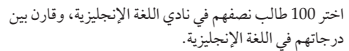 اختر 100 طالب نصفهم في نادي اللغة الإنجليزية، وقارن بين
درجاتهم في اللغة الإنجليزية.